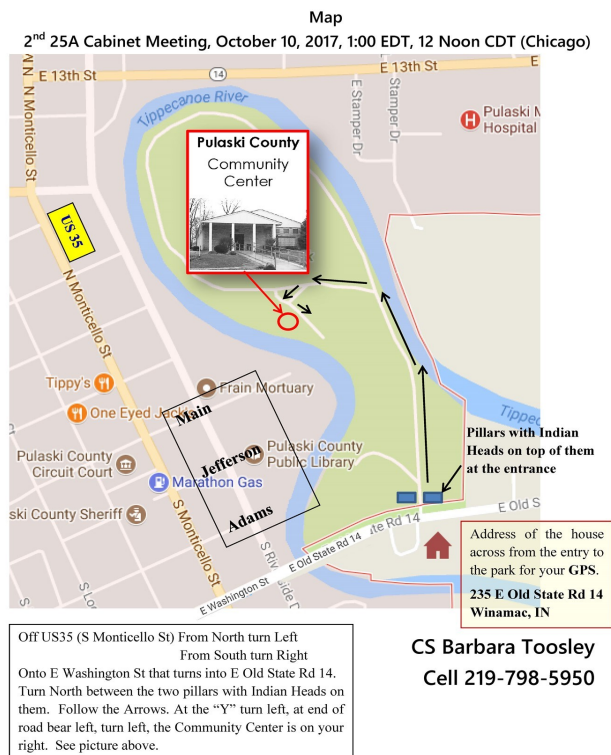 Map
2nd 25A Cabinet Meeting, October 10, 2017, 1:00 EDT, 12 Noon CDT (Chicago)
E 13th St
14
E 13th St
N Monticello St
Tippecanoe River
E Stamper Dr
E Stamper Dr
Pulaski M
Hospital
H
Pulaski County
Community
Center
US 35
N Monticello St
Tippy's
One Eyed Jacks
Frain Mortuary
Main
Pulaski County
Circuit Court
Jefferson
Pulaski County
Public Library
Marathon Gas
ski County Sheriff
Adams
S Monticello St
Tippec
Pillars with Indian
Heads on top of them
at the entrance
E Old S
te Rd 14
E Old State Rd 14
E Washington St
S Riv
side D
S Lo
Address of the house
across from the entry to
the park for your GPS.
235 E Old State Rd 14
Winamac, IN
Off US35 (S Monticello St) From North turn Left
From South turn Right
Onto E Washington St that turns into E Old State Rd 14.
Turn North between the two pillars with Indian Heads on
them. Follow the Arrows. At the “Y” turn left, at end of
road bear left, turn left, the Community Center is on your
right. See picture above.
CS Barbara Toosley
Cell 219-798-5950